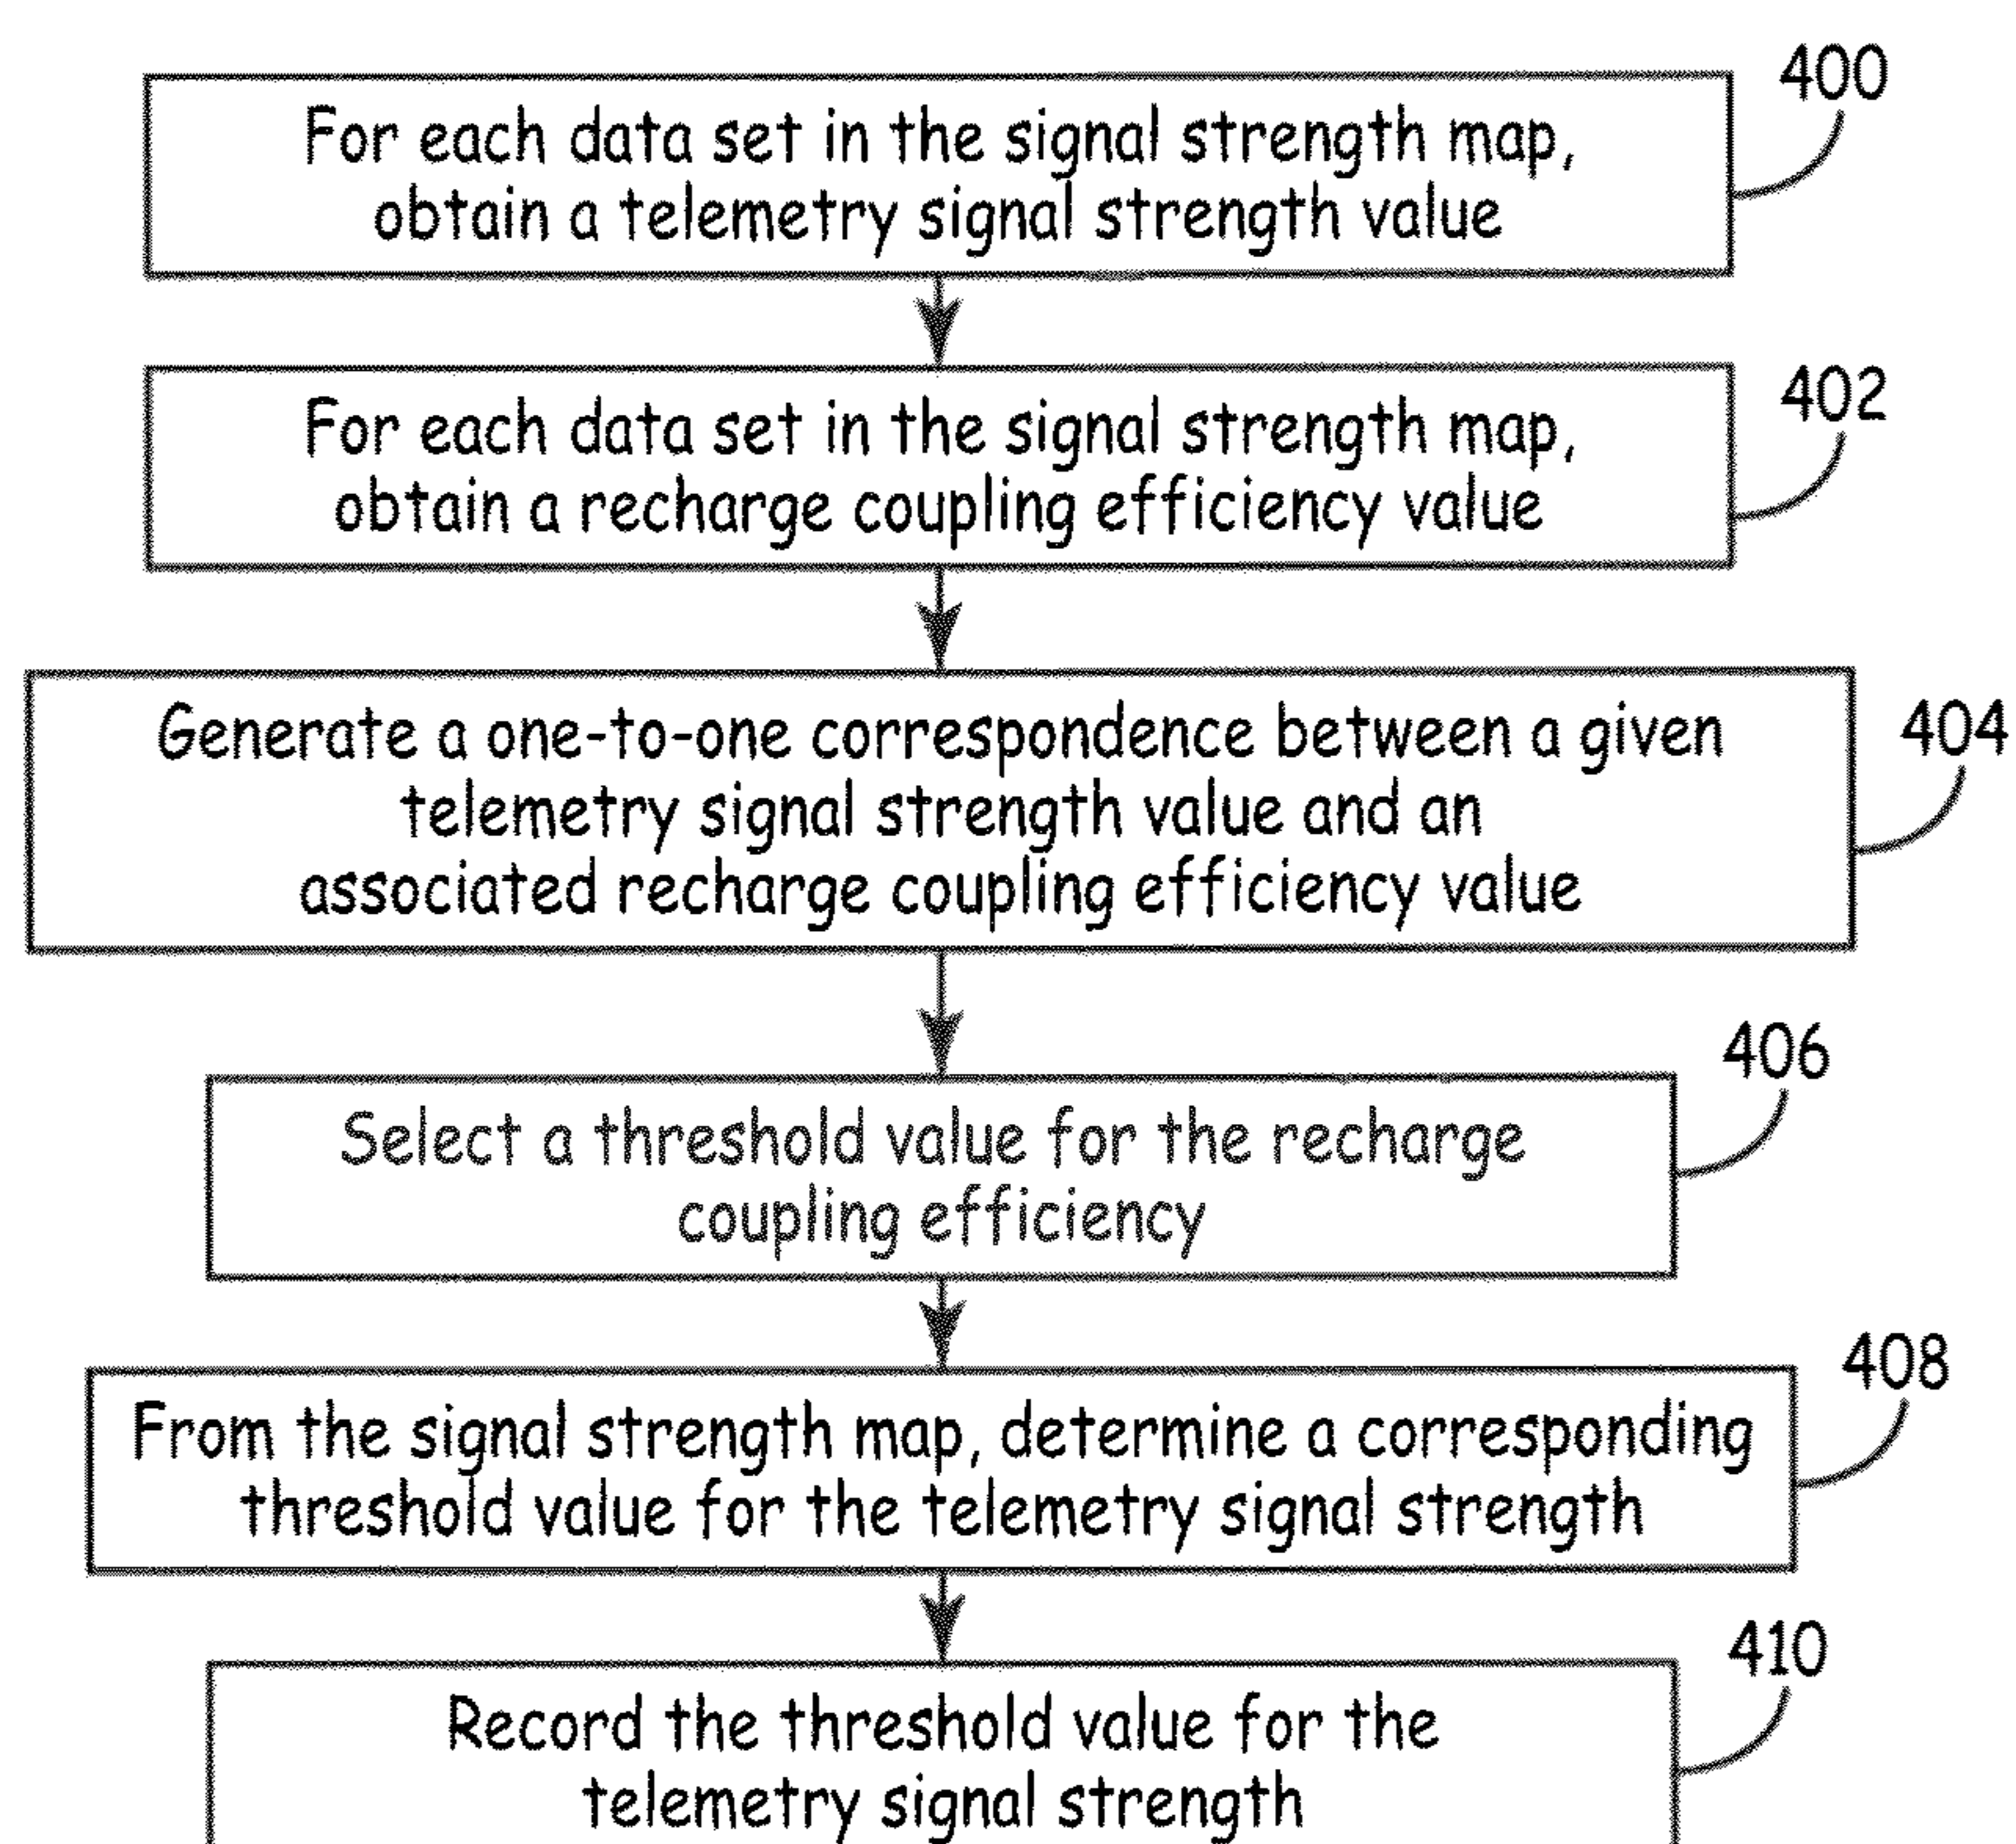 400
For each data set in the signal strength map,
obtain a telemetry signal strength value
402
For each data set in the signal strength map,
obtain a recharge coupling efficiency value
404
Generate a one-to-one correspondence between a given
telemetry signal strength value and an
associated recharge coupling efficiency value
406
Select a threshold value for the recharge
coupling efficiency
408
From the signal strength map, determine a corresponding
threshold value for the telemetry signal strength
410
Record the threshold value for the
telemetry signal strength